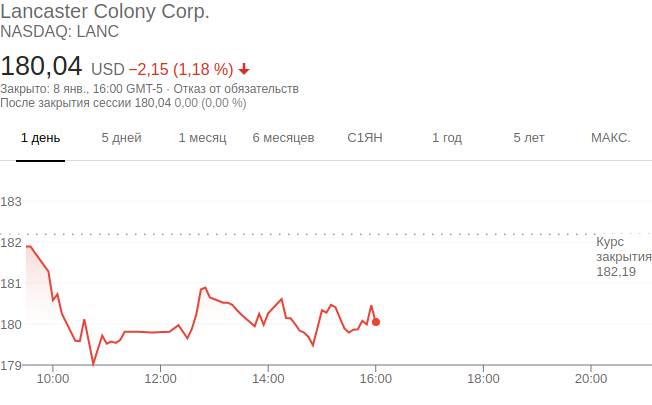 Lancaster Colony Corp.
NASDAQ: LANC
180,04 USD −2,15 (1,18 %)
Закрыто: 8 янв., 16:00 GMT-5 · Отказ от обязательств
После закрытия сессии 180,04 0,00 (0,00 %)
1 день 5 дней 1 месяц 6 месяцев С1ЯН 1 год 5 лет МАКС.
183
182
Курс
закрытия
182,19
181
180
179
10:00 12:00 14:00 16:00 18:00 20:00